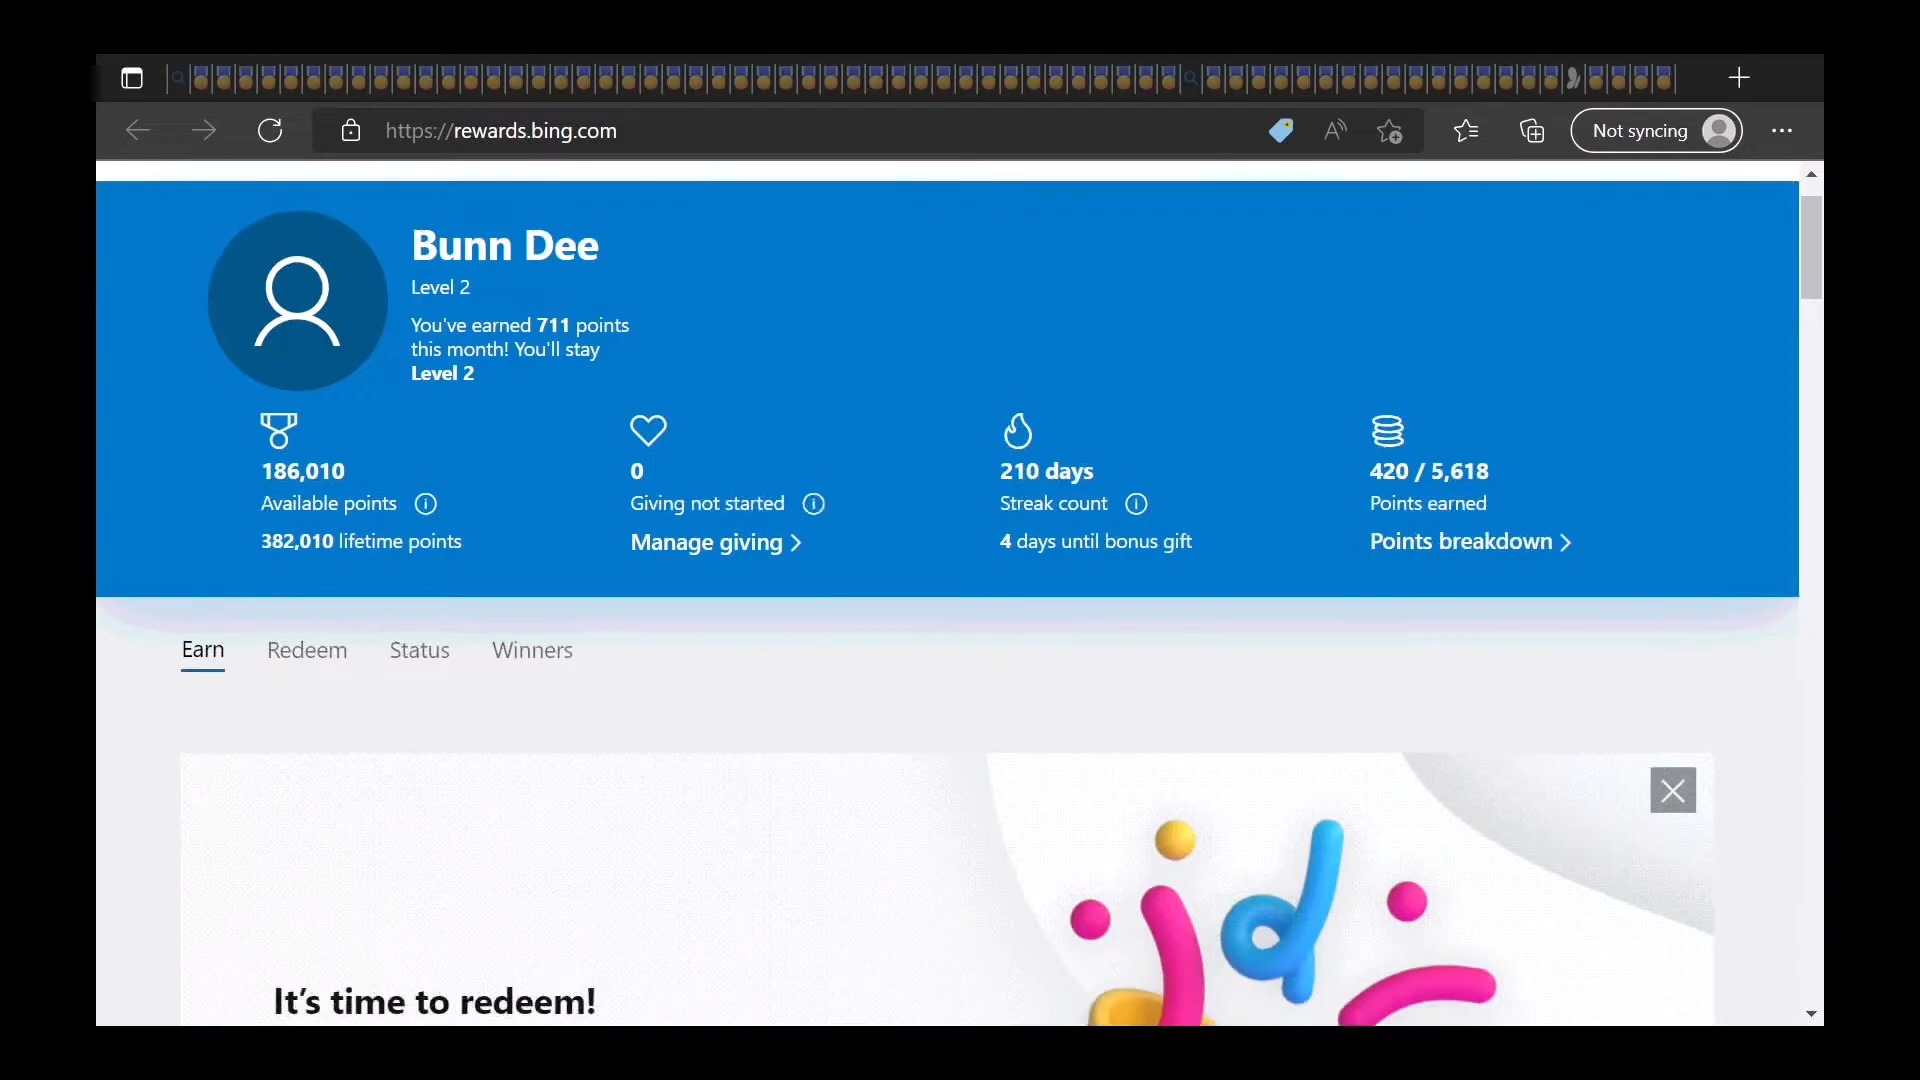 https://rewards.bing.com
Not syncing
Bunn Dee
Level 2
You've earned 711 points
this month! You'll stay
Level 2
186,010
Available points
382,010 lifetime points
0
Giving not started
Manage giving
210 days
Streak count
4 days until bonus gift
420 / 5,618
Points earned
Points breakdown
Earn Redeem Status Winners
It's time to redeem!